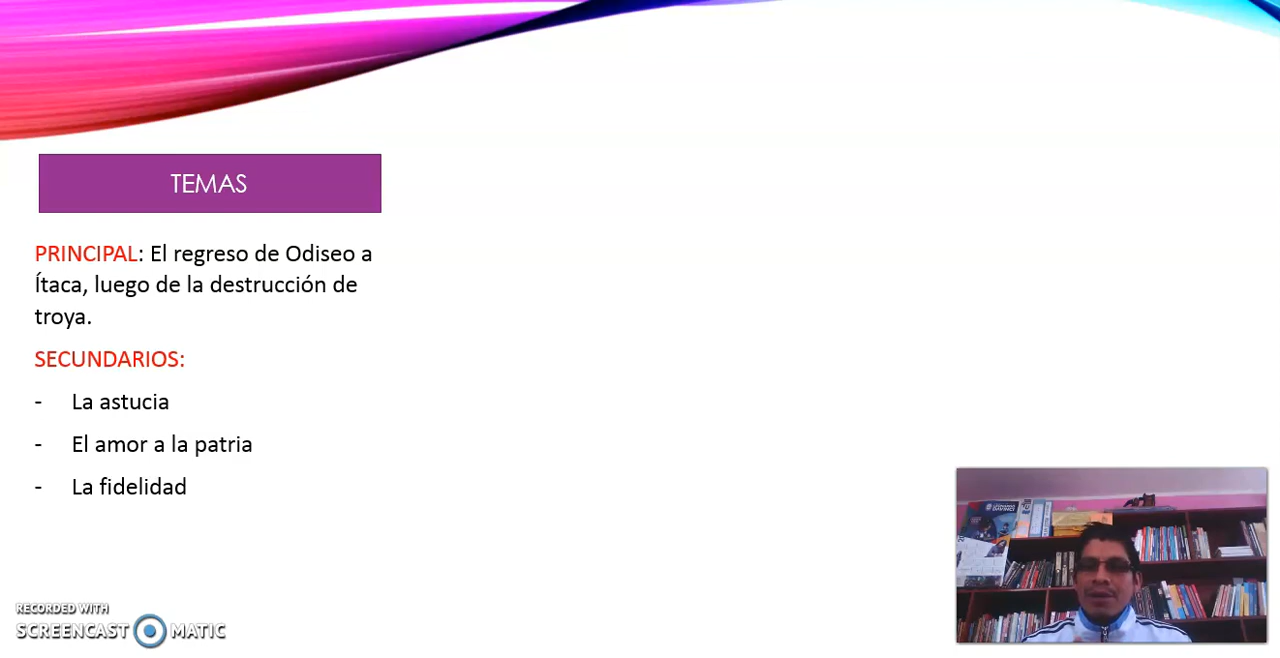 TEMAS
PRINCIPAL: El regreso de Odiseo a
Ítaca, luego de la destrucción de
troya.
SECUNDARIOS:
- La astucia
- El amor a la patria
- La fidelidad
RECORDED WITH
SCREENCAST MATIC